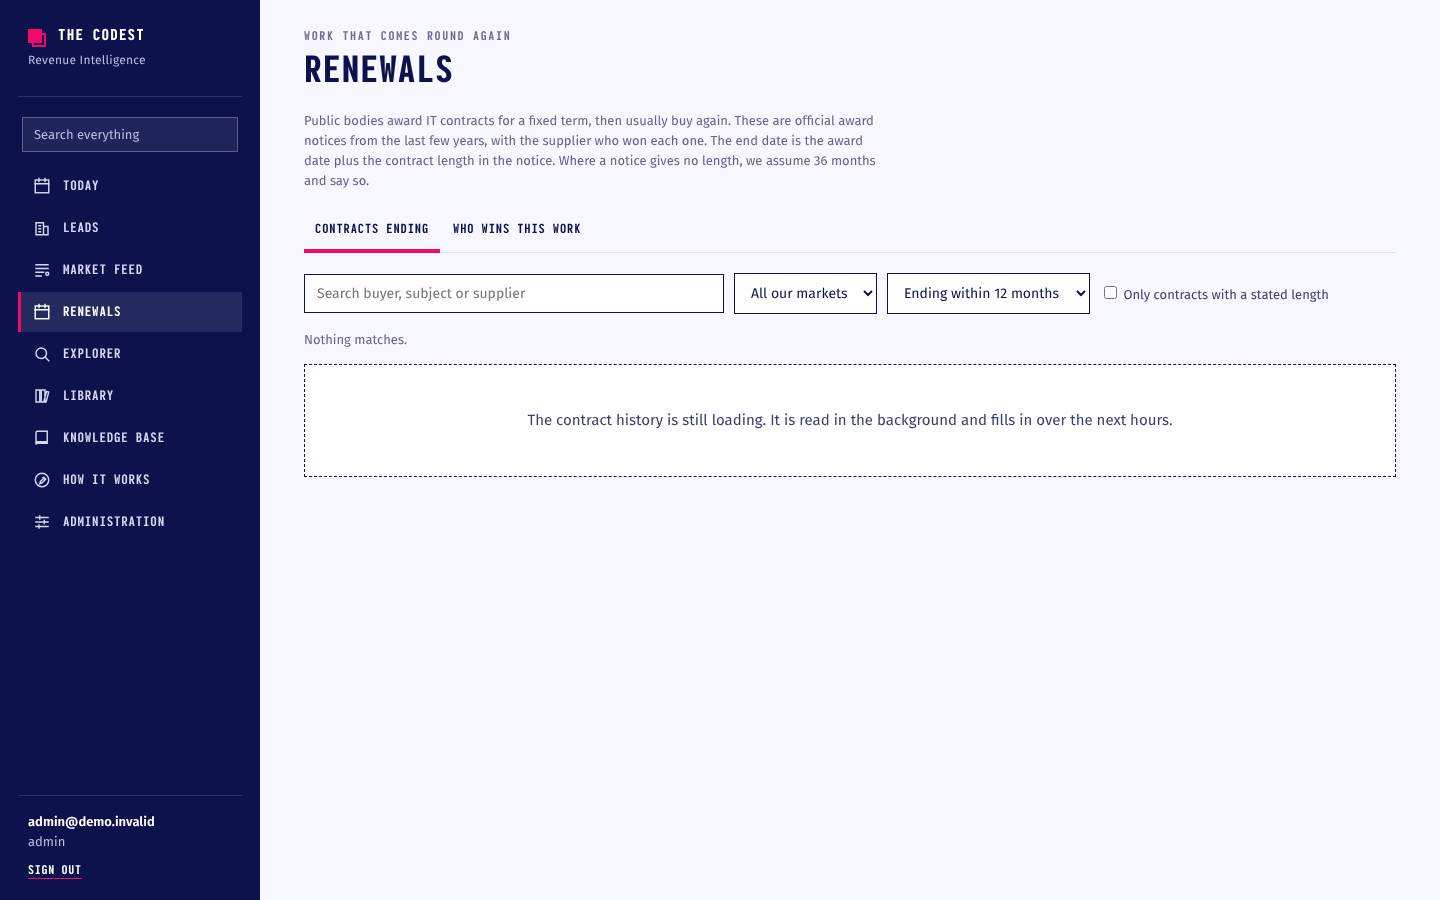 THE CODEST
Revenue Intelligence
Search everything
TODAY
LEADS
MARKET FEED
RENEWALS
EXPLORER
LIBRARY
KNOWLEDGE BASE
HOW IT WORKS
ADMINISTRATION
admin@demo.invalid
admin
SIGN OUT
WORK THAT COMES ROUND AGAIN
RENEWALS
Public bodies award IT contracts for a fixed term, then usually buy again. These are official award
notices from the last few years, with the supplier who won each one. The end date is the award
date plus the contract length in the notice. Where a notice gives no length, we assume 36 months
and say so.
CONTRACTS ENDING WHO WINS THIS WORK
Search buyer, subject or supplier All our markets Ending within 12 months Only contracts with a stated length
Nothing matches.
The contract history is still loading. It is read in the background and fills in over the next hours.